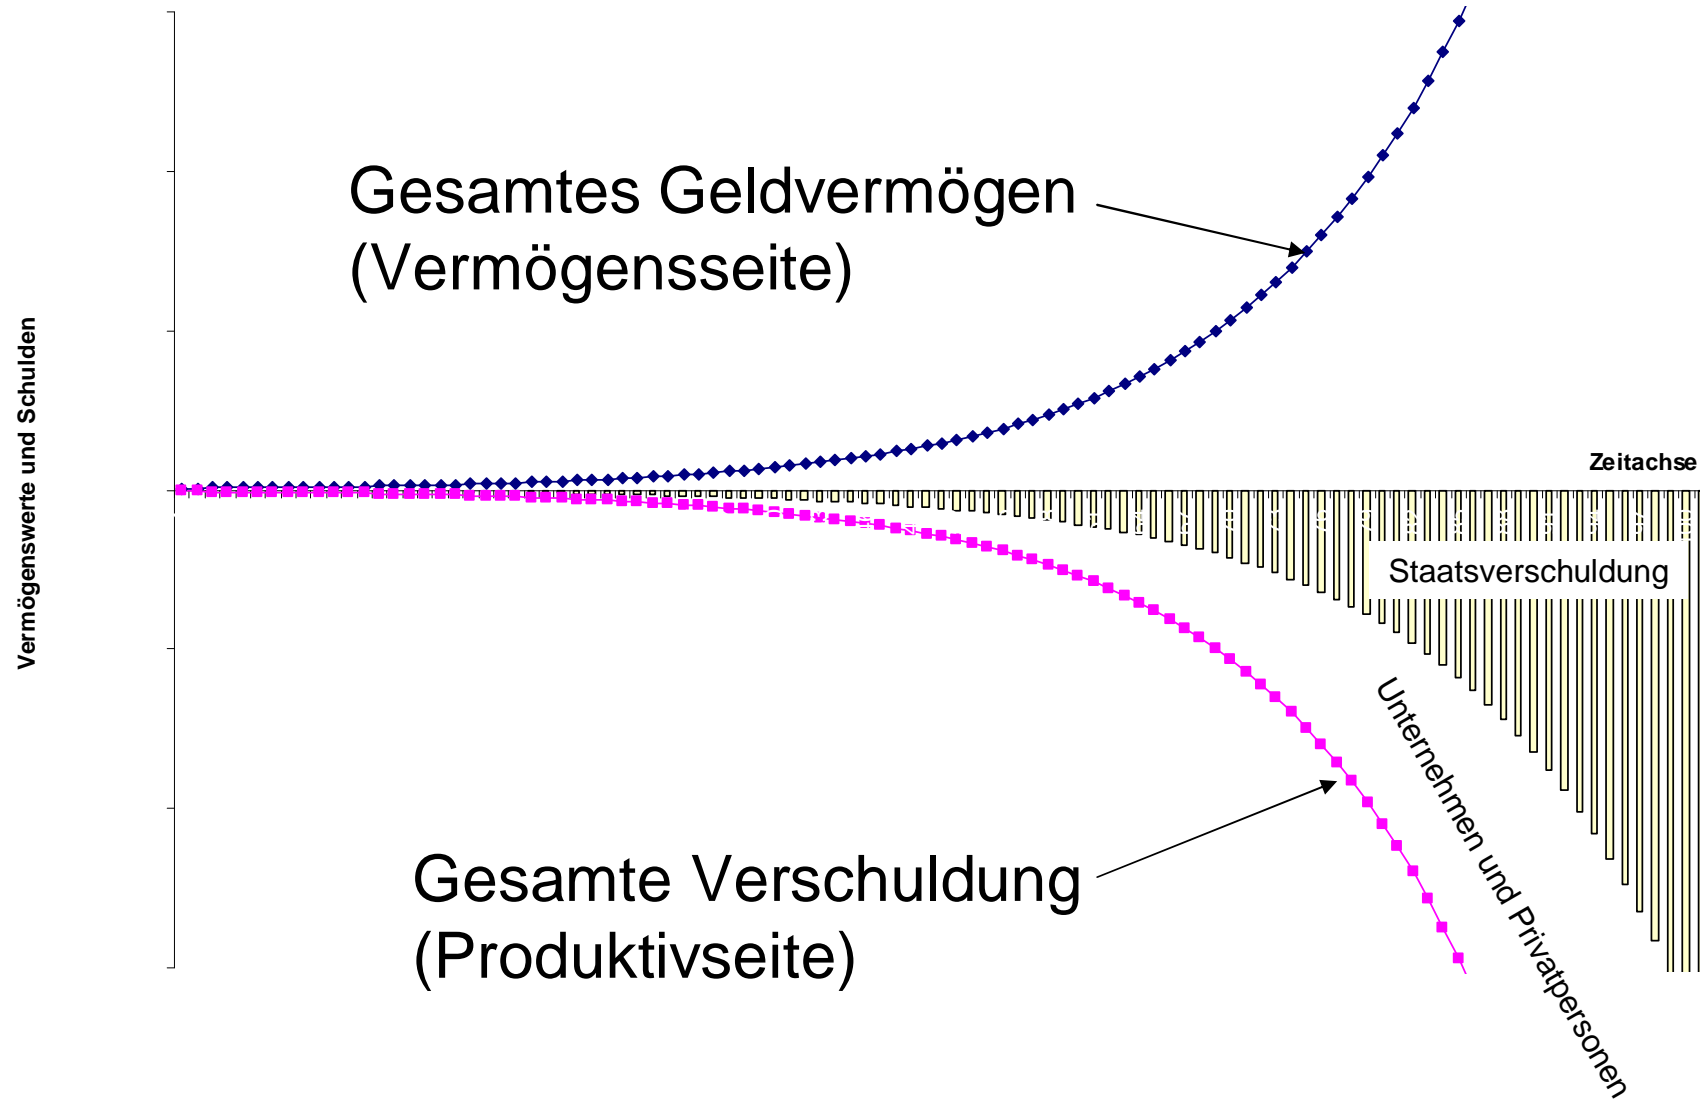 Gesamtes Geldvermögen
(Vermögensseite)
Vermögenswerte und Schulden
Zeitachse
Staatsverschuldung
Unternehmen und Privatpersonen
Gesamte Verschuldung
(Produktivseite)